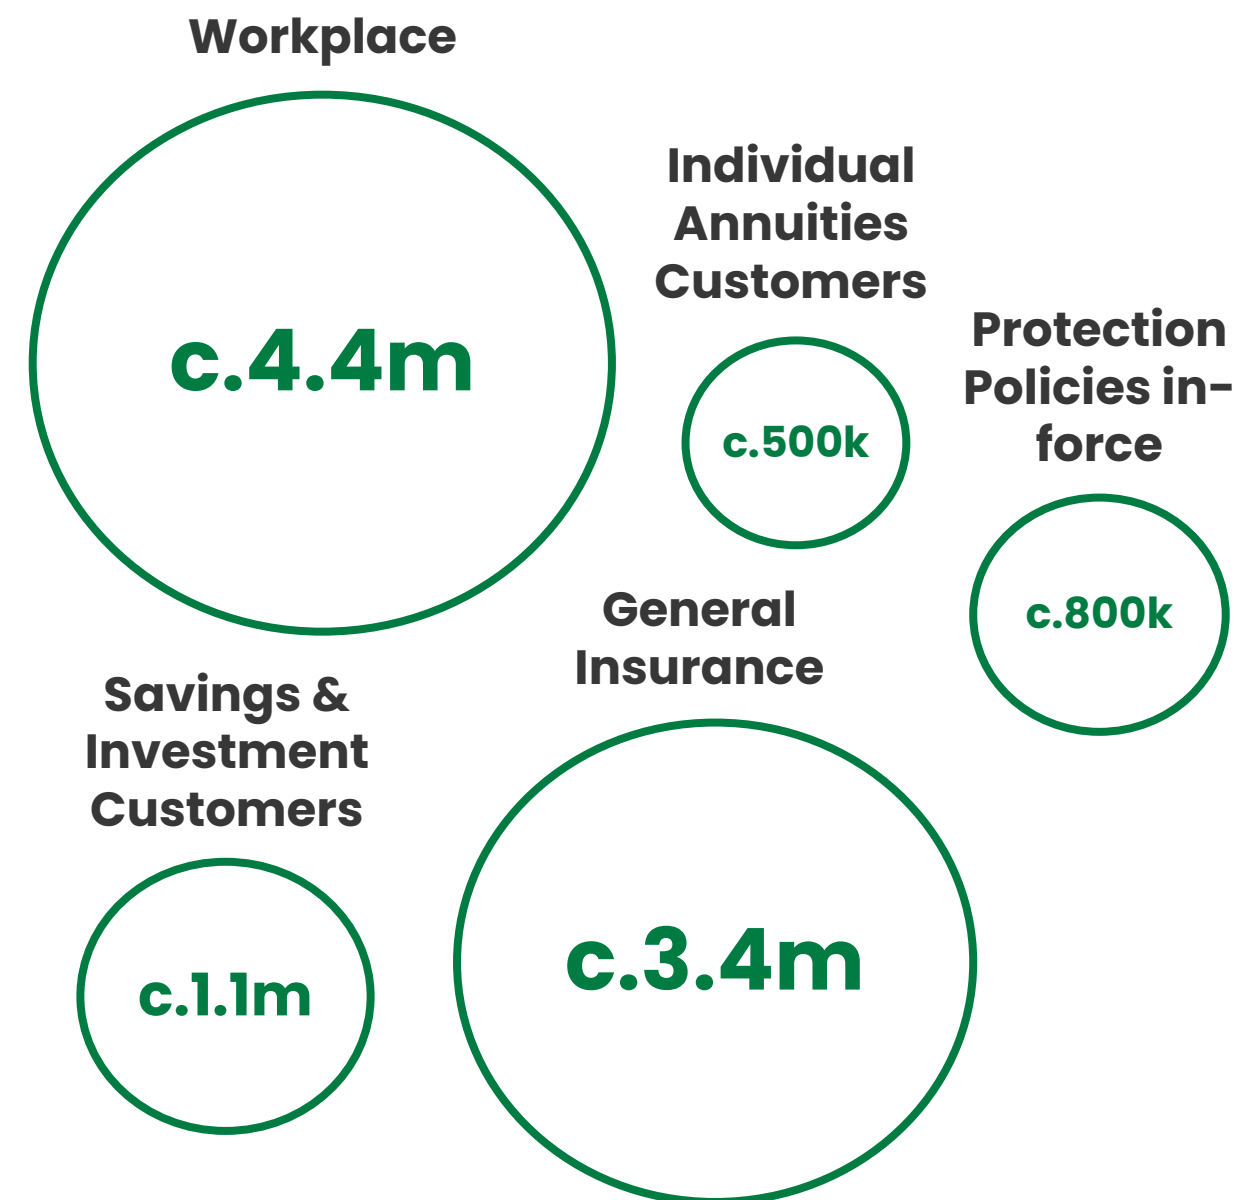 Workplace
c.4.4m
Individual
Annuities
Customers
c.500k
Protection
Policies in-
force
c.800k
General
Insurance
c.3.4m
Savings &
Investment
Customers
c.1.1m